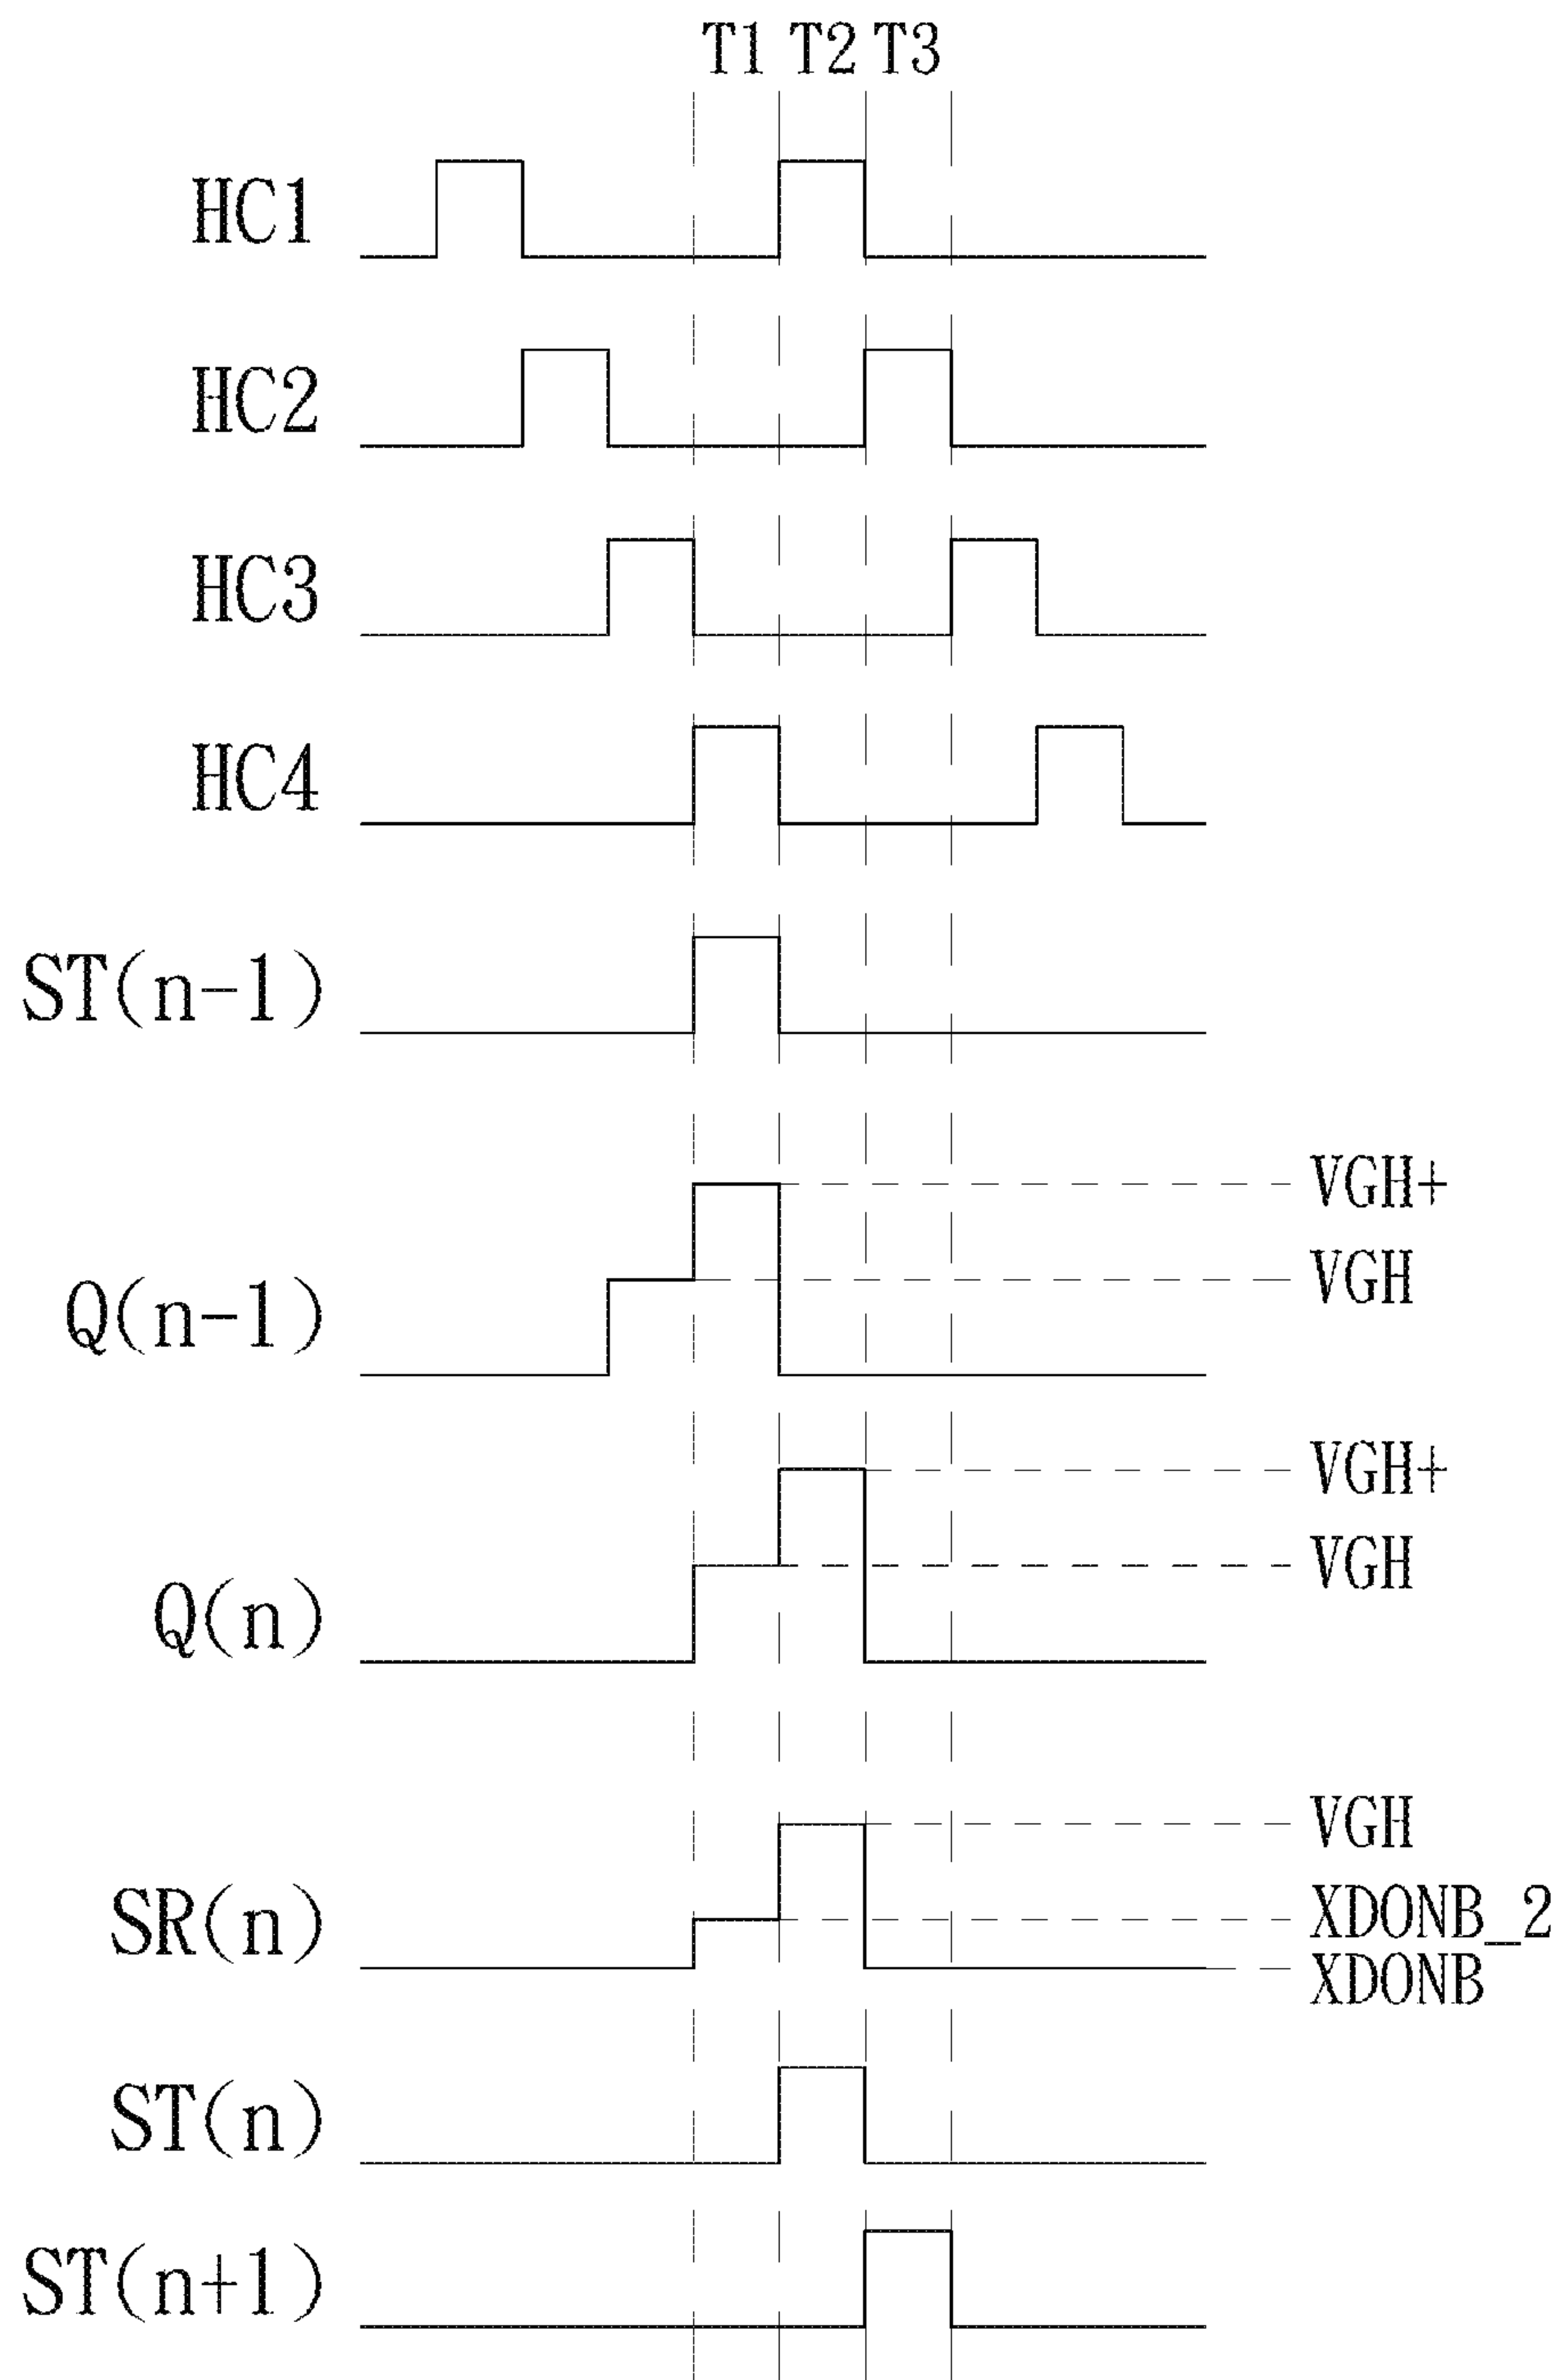 T1 T2 T3
HC1
HC2
HC3
HC4
ST(n-1)
VGH+
VGH
Q(n-1)
VGH+
VGH
Q(n)
VGH
XDONB_2
SR(n)
XDONB
ST(n)
ST(n+1)